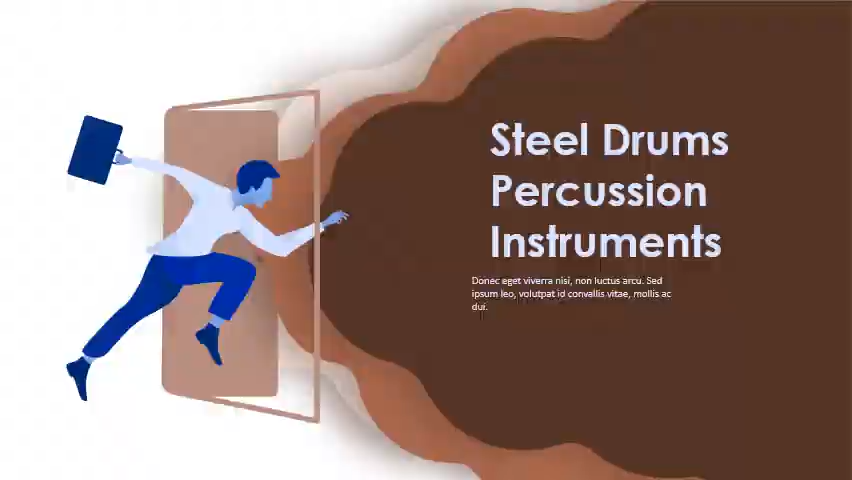 Steel Drums
Percussion
Instruments
Donec eget viverra nisi, non luctus arcu. Sed
ipsum leo, volutpat id convallis vitae, mollis ac
dui.